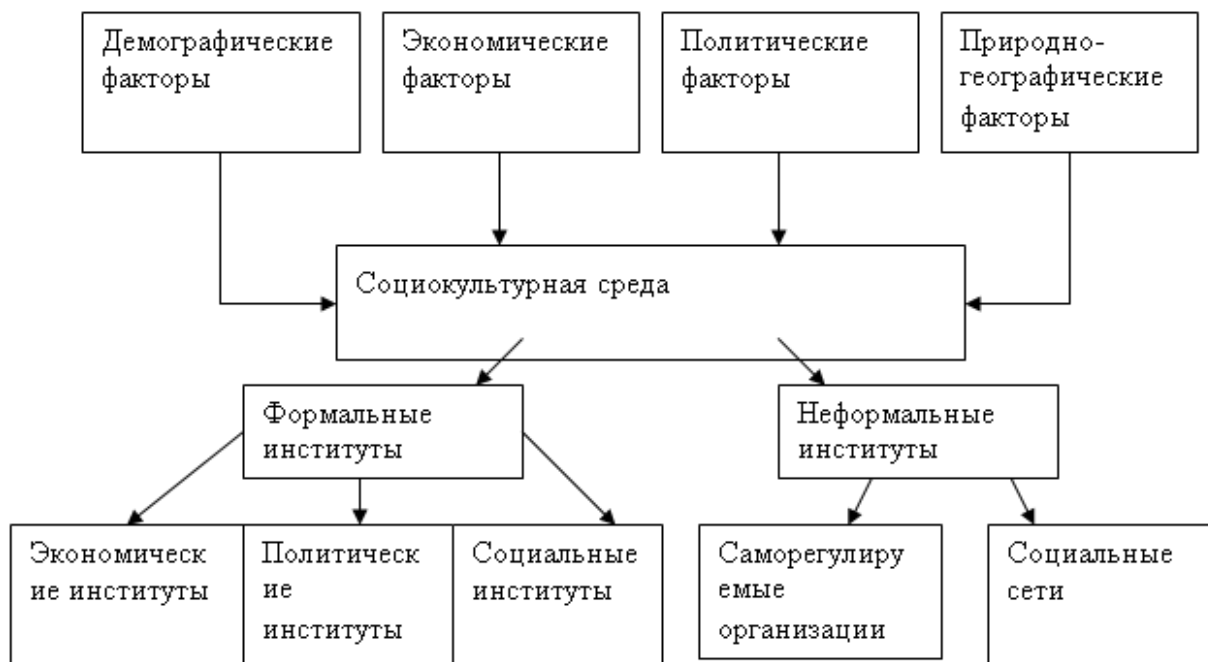 Демографические
факторы
Экономические
факторы
Политические
факторы
Природно-
географические
факторы
Социокультурная среда
Формальные
институты
Неформальные
институты
Экономическ
ие институты
Политическ
ие
институты
Социальные
институты
Саморегулиру
емые
организации
Социальные
сети